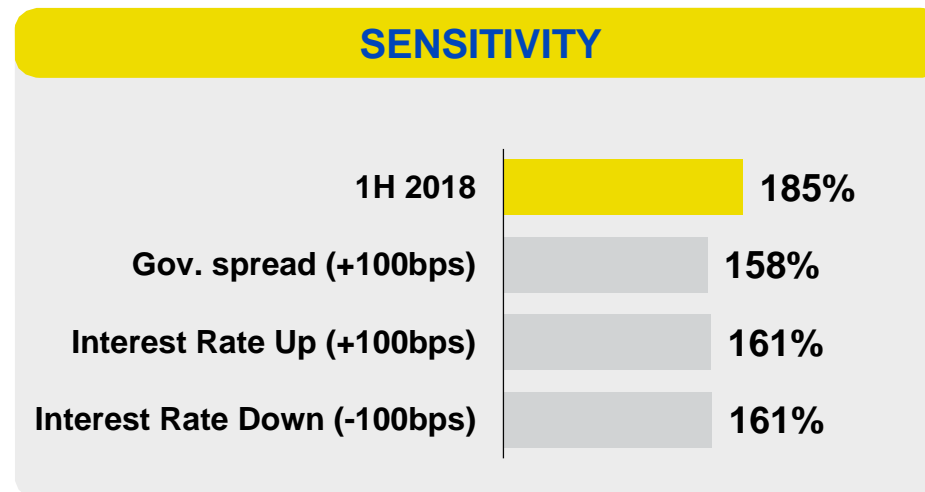 SENSITIVITY
1H 2018 185%
Gov. spread (+100bps) 158%
Interest Rate Up (+100bps) 161%
Interest Rate Down (-100bps) 161%